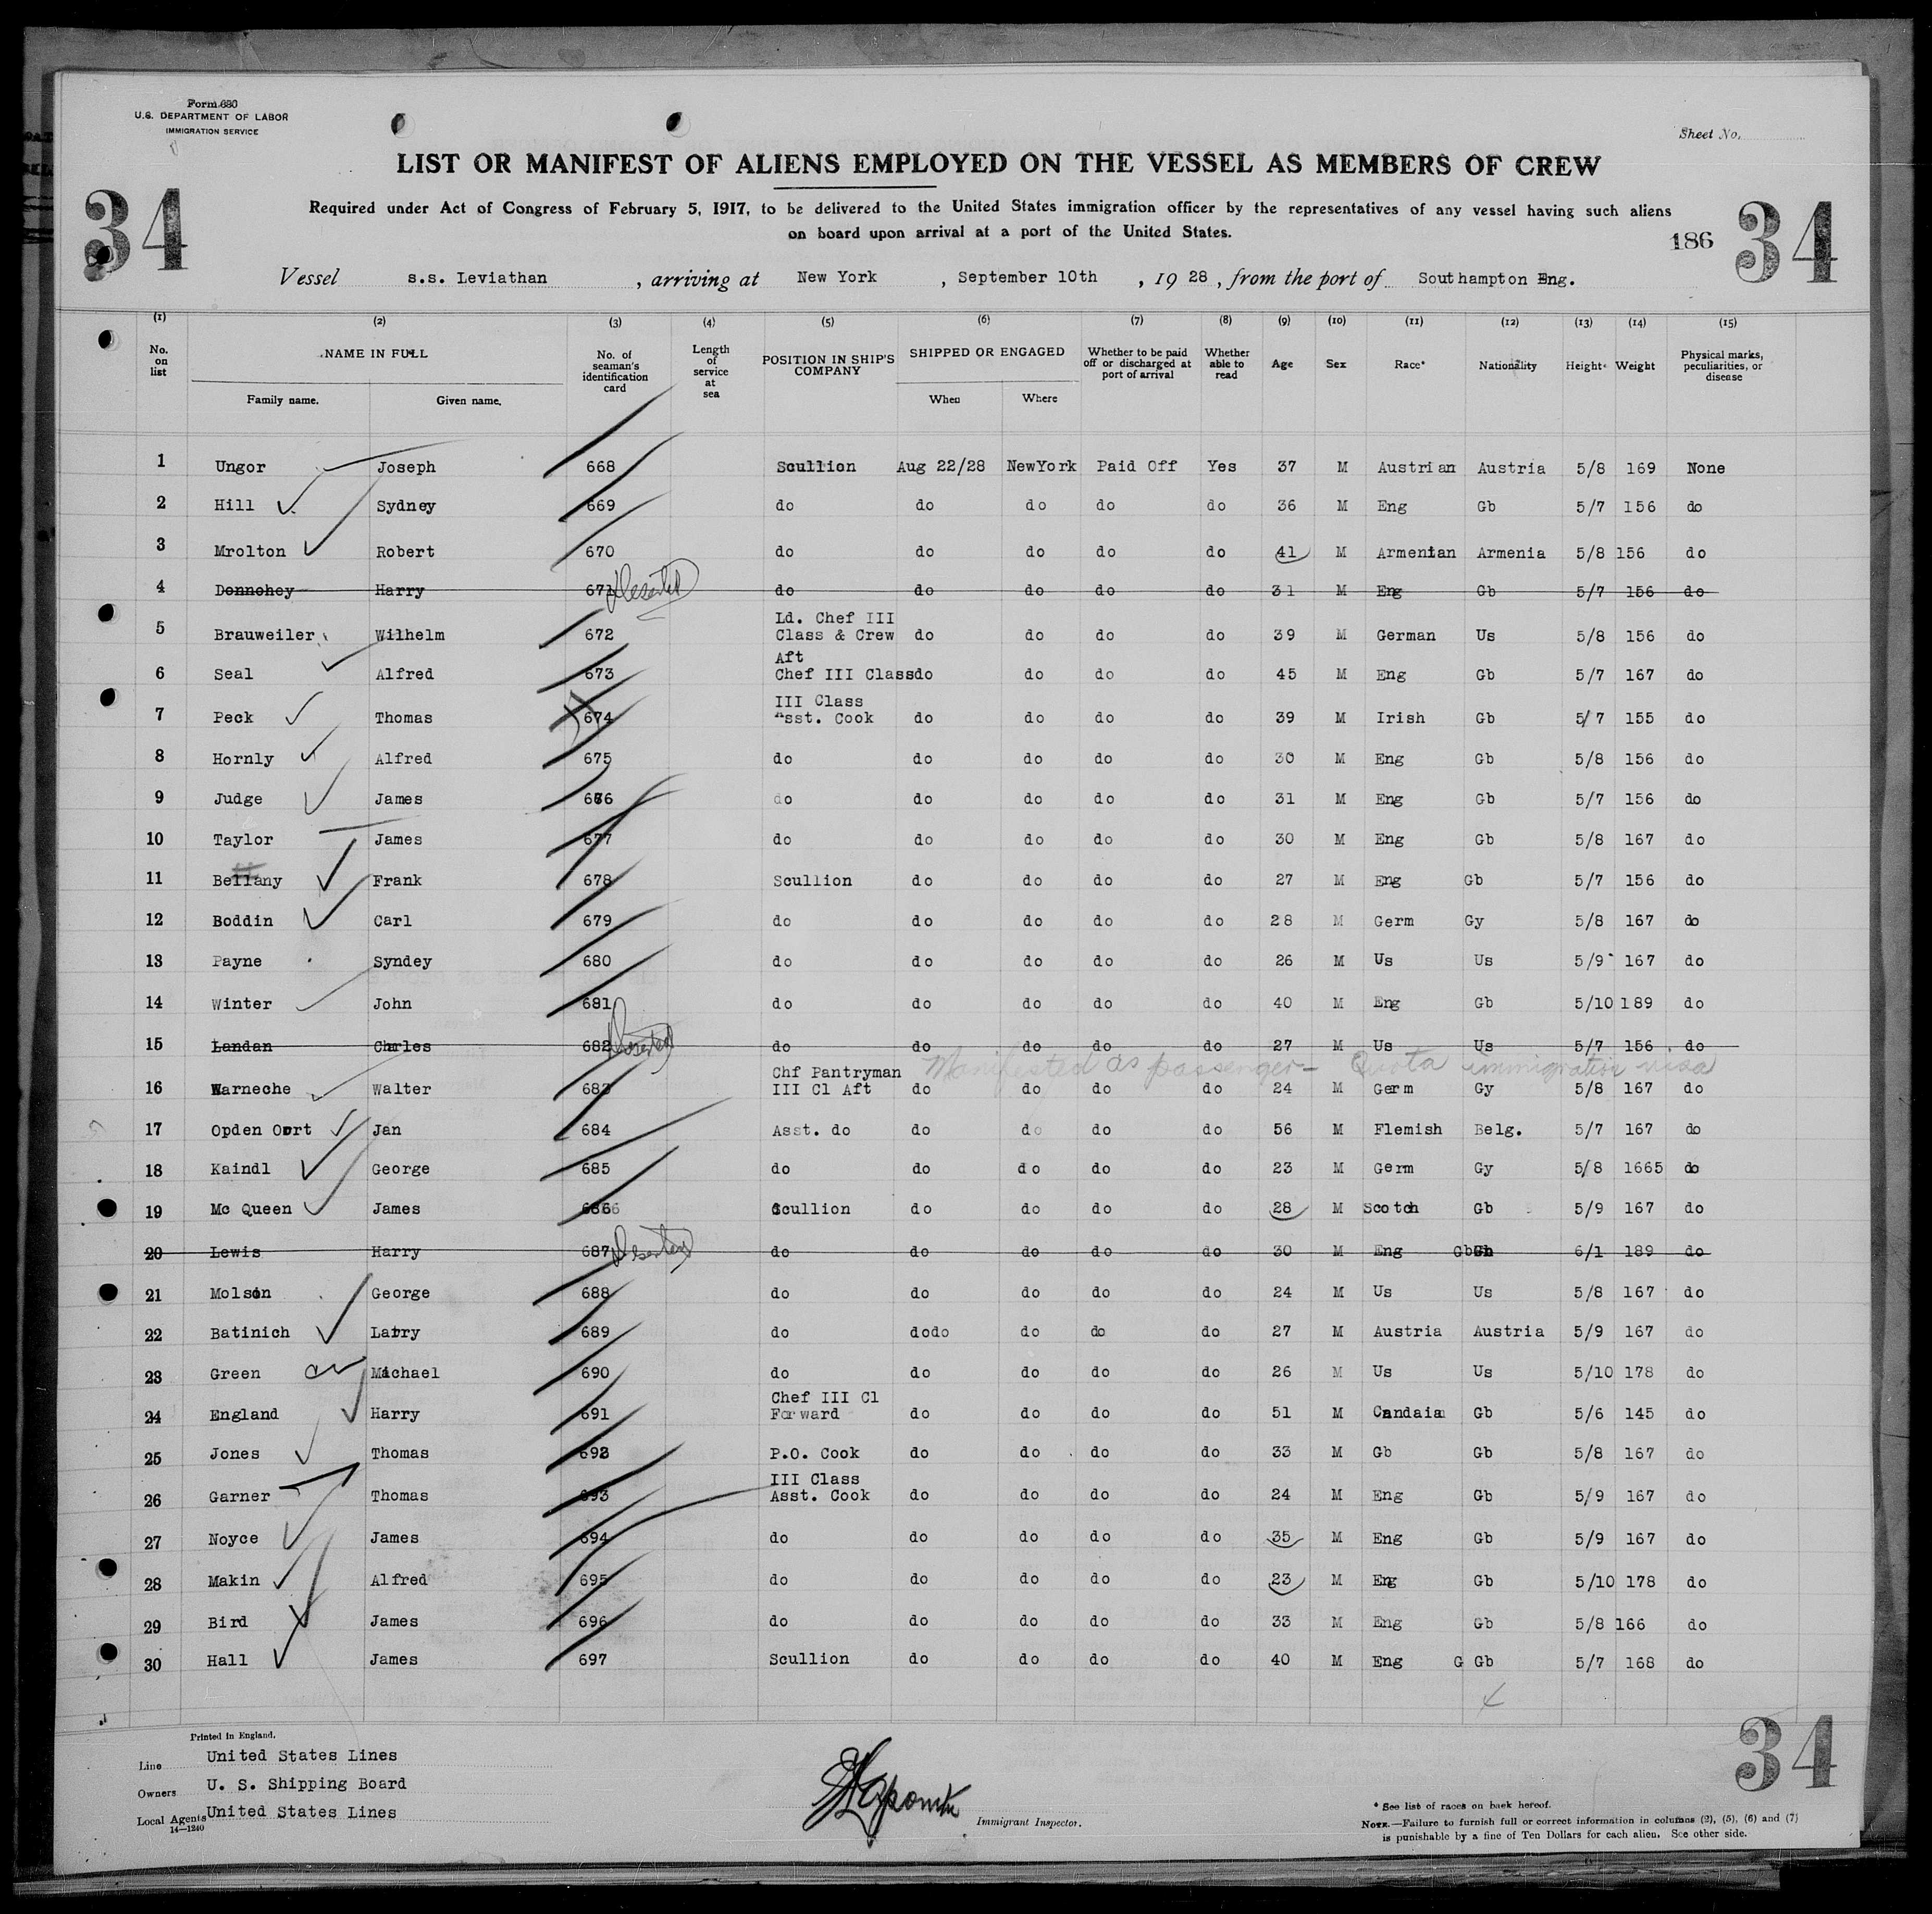 Form 680
U.S. DEPARTMENT OF LABOR
IMMIGRATION SERVICE
Sheet No.
LIST OR MANIFEST OF ALIENS EMPLOYED ON THE VESSEL AS MEMBERS OF CREW
34
Required under Act of Congress of February 5, 1917, to be delivered to the United States immigration officer by the representatives of any vessel having such aliens
on board upon arrival at a port of the United States.
186 34
Vessel s.s. Leviathan, arriving at New York, September 10th, 1928, from the port of Southampton Eng.
(1) (2) (3) (4) (5) (6) (7) (8) (9) (10) (11) (12) (13) (14) (15)
No. on list NAME IN FULL Family name. Given name. No. of seaman's identification card Length of service at sea POSITION IN SHIP'S COMPANY SHIPPED OR ENGAGED When Where Whether to be paid off or discharged at port of arrival Whether able to read Age Sex Race* Nationality Height Weight Physical marks, peculiarities, or disease
1 Ungor Joseph 668 Scullion Aug 22/28 NewYork Paid Off Yes 37 M Austrian Austria 5/8 169 None
2 Hill Sydney 669 do do do do do 36 M Eng Gb 5/7 156 do
3 Mrolton Robert 670 do do do do do 41 M Armenian Armenia 5/8 156 do
4 Donnohey Harry 671 Deserted do do do do do 31 M Eng Gb 5/7 156 do
5 Brauweiler Wilhelm 672 Ld. Chef III Class & Crew Aft do do do do 39 M German Us 5/8 156 do
6 Seal Alfred 673 Chef III Class do do do do 45 M Eng Gb 5/7 167 do
7 Peck Thomas 674 III Class Asst. Cook do do do do 39 M Irish Gb 5/7 155 do
8 Hornly Alfred 675 do do do do do 30 M Eng Gb 5/8 156 do
9 Judge James 676 do do do do do 31 M Eng Gb 5/7 156 do
10 Taylor James 677 do do do do do 30 M Eng Gb 5/8 167 do
11 Bellany Frank 678 Scullion do do do do 27 M Eng Gb 5/7 156 do
12 Boddin Carl 679 do do do do do 28 M Germ Gy 5/8 167 do
13 Payne Syndey 680 do do do do do 26 M Us Us 5/9 167 do
14 Winter John 681 do do do do do 40 M Eng Gb 5/10 189 do
15 Landan Charles 682 Deserted do do do do do 27 M Us Us 5/7 156 do
Manifested as passenger - Quota immigration visa
16 Warneche Walter 683 Chf Pantryman III Cl Aft do do do do 24 M Germ Gy 5/8 167 do
17 Opden Oort Jan 684 Asst. do do do do do 56 M Flemish Belg. 5/7 167 do
18 Kaindl George 685 do do do do do 23 M Germ Gy 5/8 1665 do
19 Mc Queen James 686 Scullion do do do do 28 M Scotch Gb 5/9 167 do
20 Lewis Harry 687 Deserted do do do do do 30 M Eng Gb 6/1 189 do
21 Molson George 688 do do do do do 24 M Us Us 5/8 167 do
22 Batinich Larry 689 do dodo do do do 27 M Austria Austria 5/9 167 do
23 Green Michael 690 do do do do do 26 M Us Us 5/10 178 do
24 England Harry 691 Chef III Cl Forward do do do do 51 M Candaia Gb 5/6 145 do
25 Jones Thomas 692 P.O. Cook do do do do 33 M Gb Gb 5/8 167 do
26 Garner Thomas 693 III Class Asst. Cook do do do do 24 M Eng Gb 5/9 167 do
27 Noyce James 694 do do do do do 35 M Eng Gb 5/9 167 do
28 Makin Alfred 695 do do do do do 23 M Eng Gb 5/10 178 do
29 Bird James 696 do do do do do 33 M Eng Gb 5/8 166 do
30 Hall James 697 Scullion do do do do 40 M Eng G Gb 5/7 168 do
Printed in England.
Line United States Lines
Owners U. S. Shipping Board
Local Agents United States Lines
14—1240
Immigrant Inspector.
34
* See list of races on back hereof.
NOTE.—Failure to furnish full or correct information in columns (2), (5), (6) and (7)
is punishable by a fine of Ten Dollars for each alien. See other side.